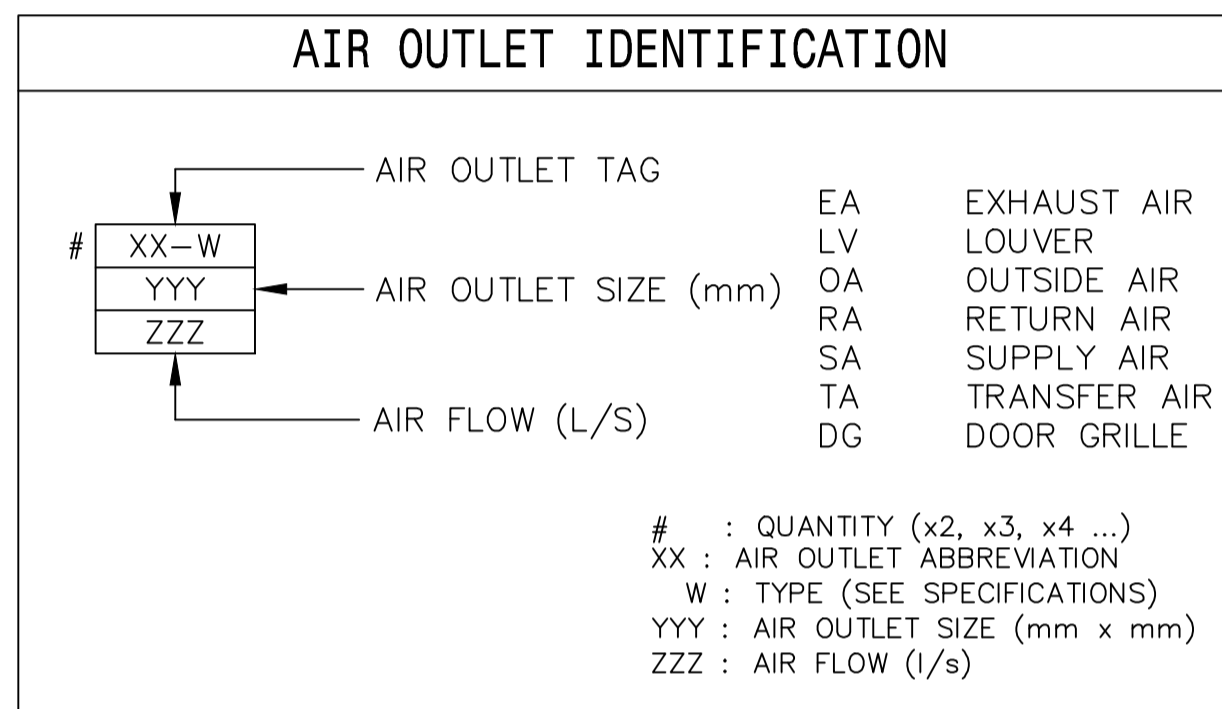 AIR OUTLET IDENTIFICATION
AIR OUTLET TAG
# XX-W
YYY
ZZZ
AIR OUTLET SIZE (mm)
AIR FLOW (L/S)
EA EXHAUST AIR
LV LOUVER
OA OUTSIDE AIR
RA RETURN AIR
SA SUPPLY AIR
TA TRANSFER AIR
DG DOOR GRILLE
# : QUANTITY (x2, x3, x4 ...)
XX : AIR OUTLET ABBREVIATION
W : TYPE (SEE SPECIFICATIONS)
YYY : AIR OUTLET SIZE (mm x mm)
ZZZ : AIR FLOW (l/s)